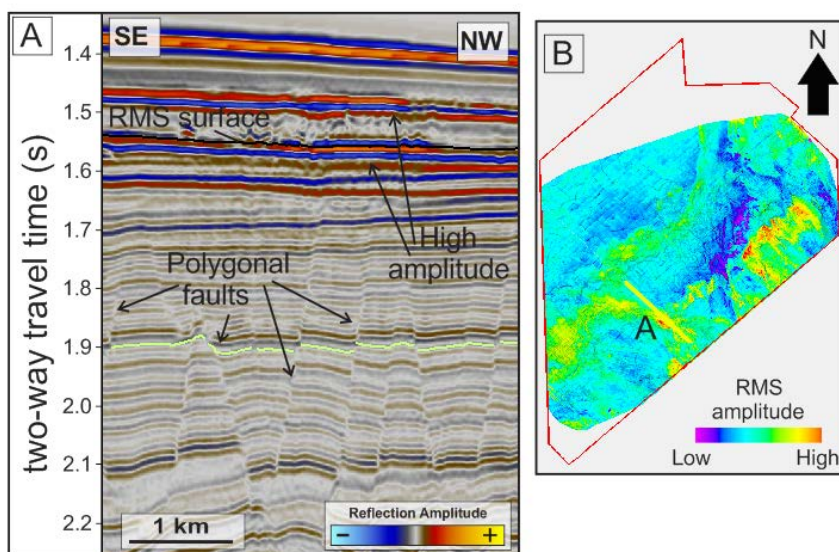 A
SE
NW
1.4
1.5
RMS surface
1.6
1.7
High
amplitude
Polygonal
faults
1.8
1.9
2.0
2.1
2.2
two-way travel time (s)
1 km
Reflection Amplitude
- +
B
N
A
RMS
amplitude
Low High